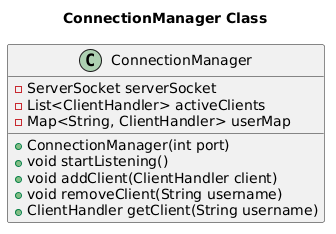 ConnectionManager Class
C ConnectionManager
ServerSocket serverSocket
List<ClientHandler> activeClients
Map<String, ClientHandler> userMap
ConnectionManager(int port)
void startListening()
void addClient(ClientHandler client)
void removeClient(String username)
ClientHandler getClient(String username)